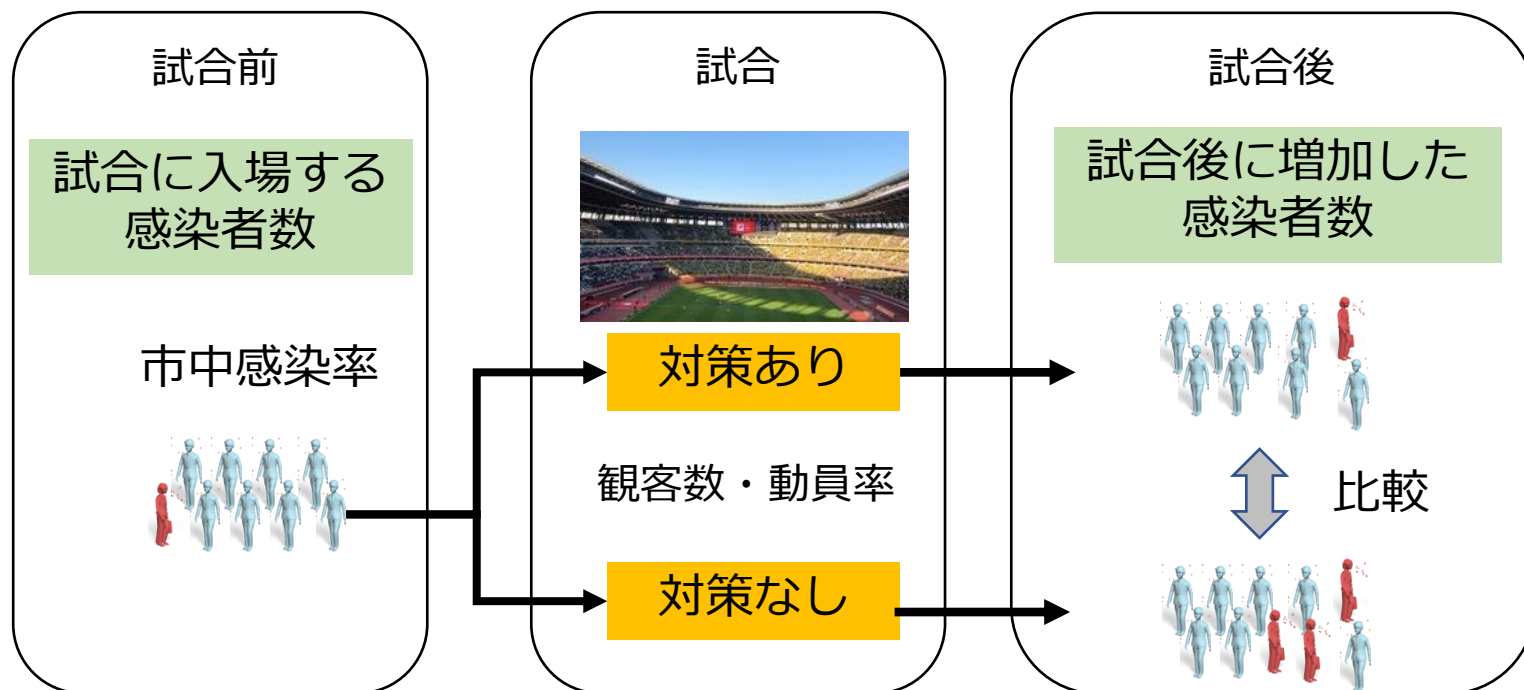 試合前
試合に入場する
感染者数
市中感染率
試合
対策あり
観客数・動員率
対策なし
試合後
試合後に増加した
感染者数
比較